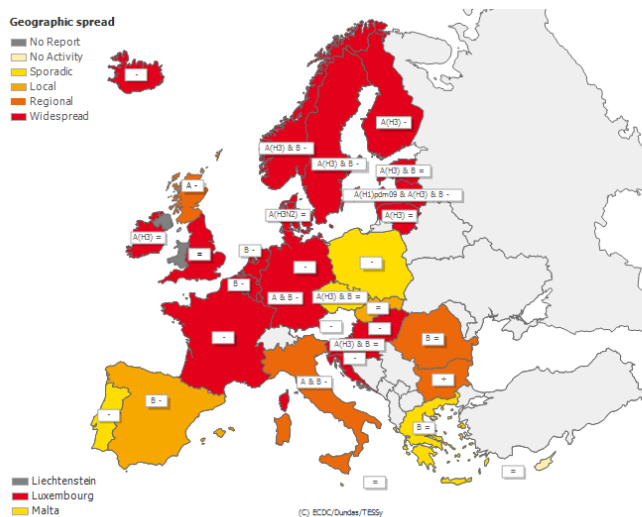 Geographic spread
No Report
No Activity
Sporadic
Local
Regional
Widespread
-
A(H3) -
A(H3) & B -
A(H3) & B -
A(H3) & B =
A -
A(H1)pdm09 & A(H3) & B -
A(H3N2) =
A(H3) =
A(H3) =
=
B -
-
-
B -
A & B -
A(H3) & B =
=
-
-
-
A(H3) & B =
-
B =
+
A & B -
-
B -
B =
=
=
Liechtenstein
Luxembourg
Malta
(C) ECDC/Dundas/TESSy